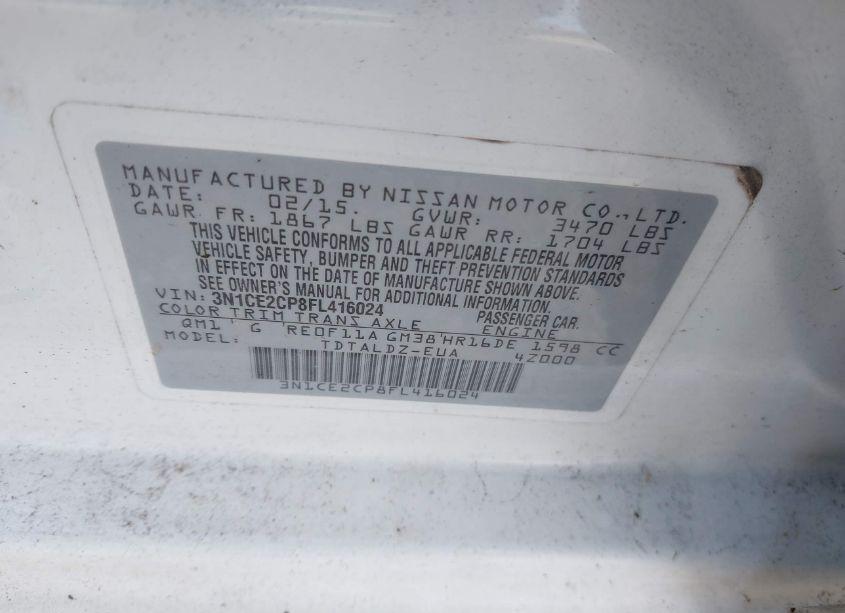 MANUFACTURED BY NISSAN MOTOR CO., LTD.
DATE: 02/15. GVWR: 3470 LBS
GAWR FR: 1867 LBS GAWR RR: 1704 LBS
THIS VEHICLE CONFORMS TO ALL APPLICABLE FEDERAL MOTOR
VEHICLE SAFETY, BUMPER AND THEFT PREVENTION STANDARDS
IN EFFECT ON THE DATE OF MANUFACTURE SHOWN ABOVE.
SEE OWNER'S MANUAL FOR ADDITIONAL INFORMATION.
VIN: 3N1CE2CP8FL416024 PASSENGER CAR.
COLOR TRIM TRANS AXLE ENGINE
QM1 G RE0F11A GM38 HR16DE 1598 CC
MODEL: TDTALDZ-EUA 4Z000
3N1CE2CP8FL416024